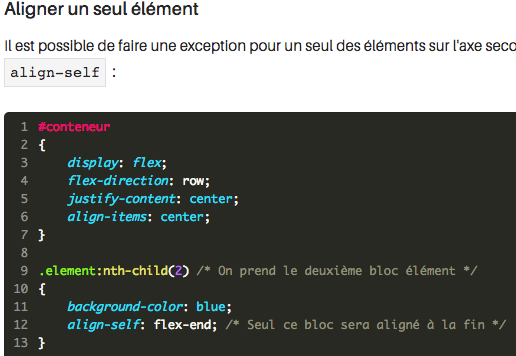 Aligner un seul élément
Il est possible de faire une exception pour un seul des éléments sur l'axe
align-self :
1 #conteneur
2 {
3     display: flex;
4     flex-direction: row;
5     justify-content: center;
6     align-items: center;
7 }
8
9 .element:nth-child(2) /* On prend le deuxième bloc élément */
10 {
11     background-color: blue;
12     align-self: flex-end; /* Seul ce bloc sera aligné à la fin */
13 }